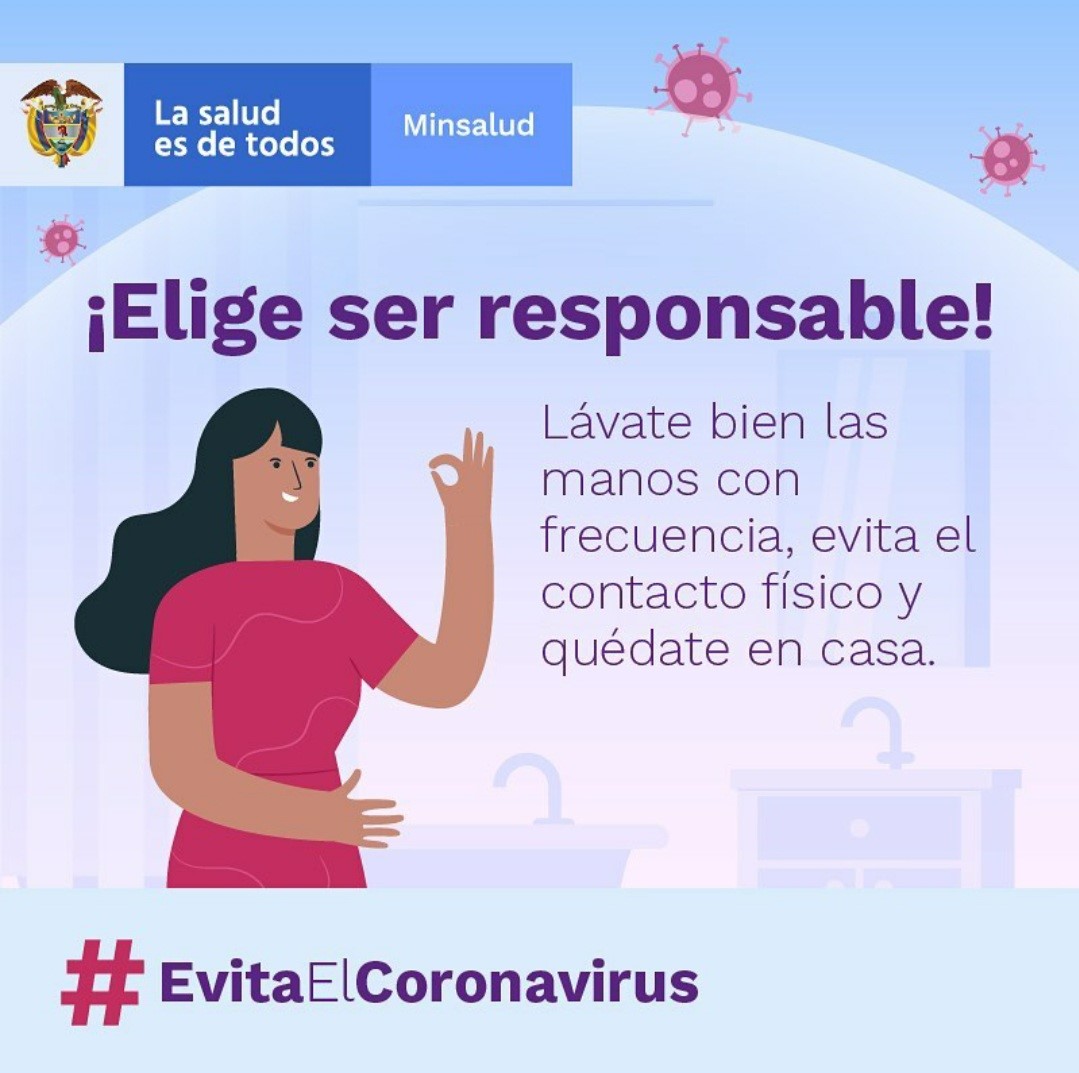 La salud
es de todos
Minsalud
¡Elige ser responsable!
Lávate bien las
manos con
frecuencia, evita el
contacto físico y
quédate en casa.
#EvitaElCoronavirus